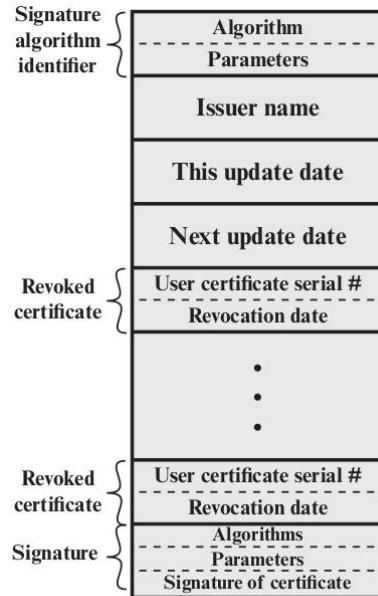 Signature
algorithm
identifier
Algorithm
Parameters
Issuer name
This update date
Next update date
Revoked
certificate
User certificate serial #
Revocation date
Revoked
certificate
User certificate serial #
Revocation date
Signature
Algorithms
Parameters
Signature of certificate